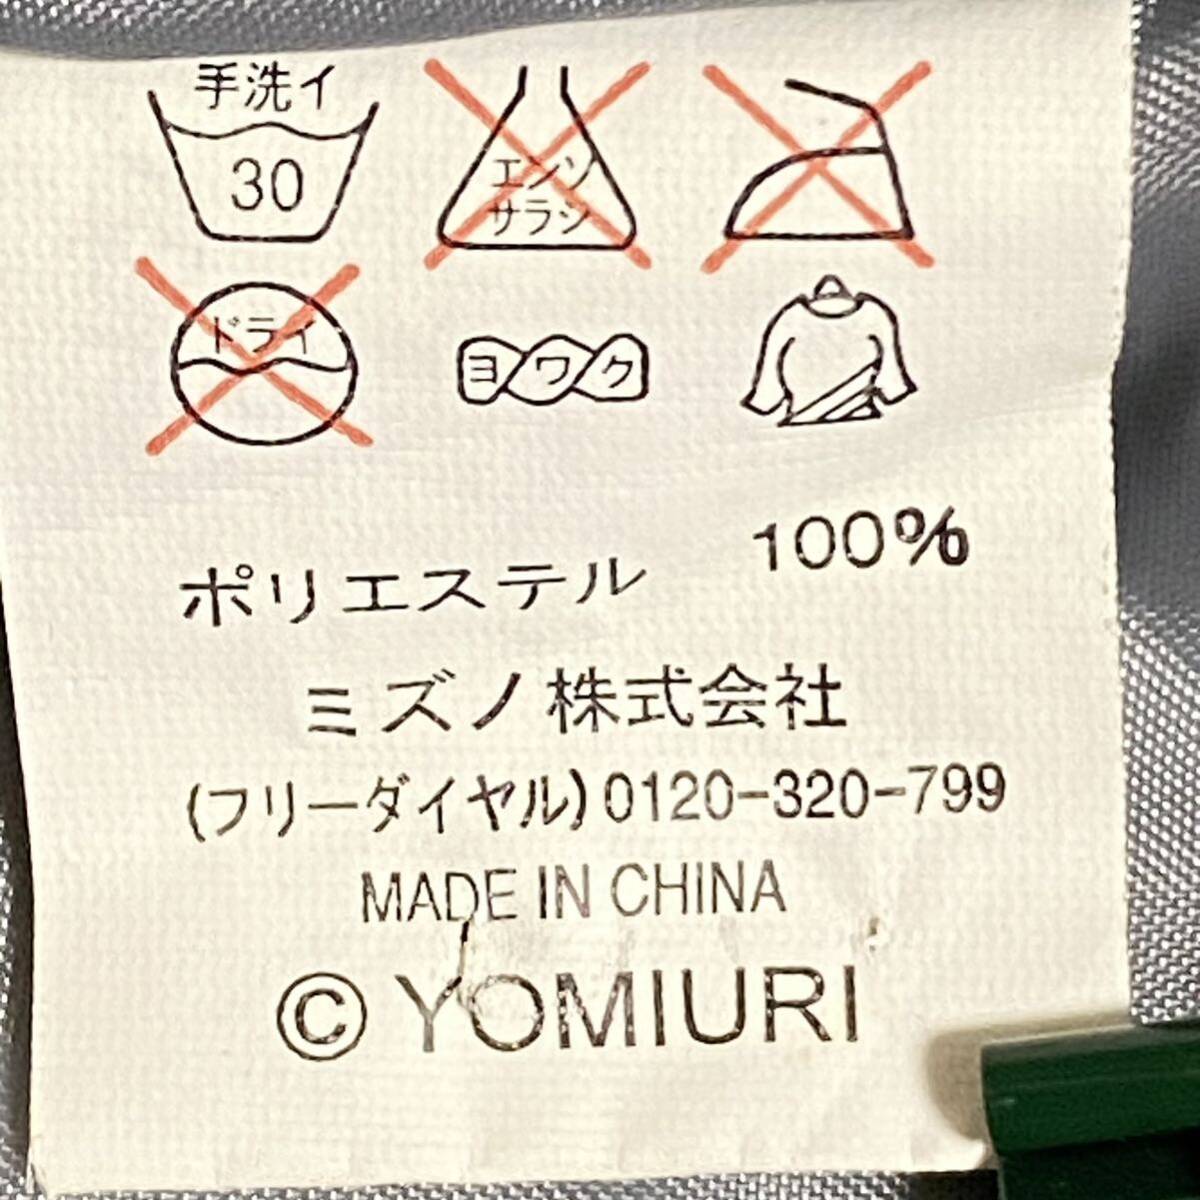 手洗イ
30
エンソ
サラシ
ドライ
ヨワク
ポリエステル 100%
ミズノ株式会社
(フリーダイヤル)0120-320-799
MADE IN CHINA
© YOMIURI